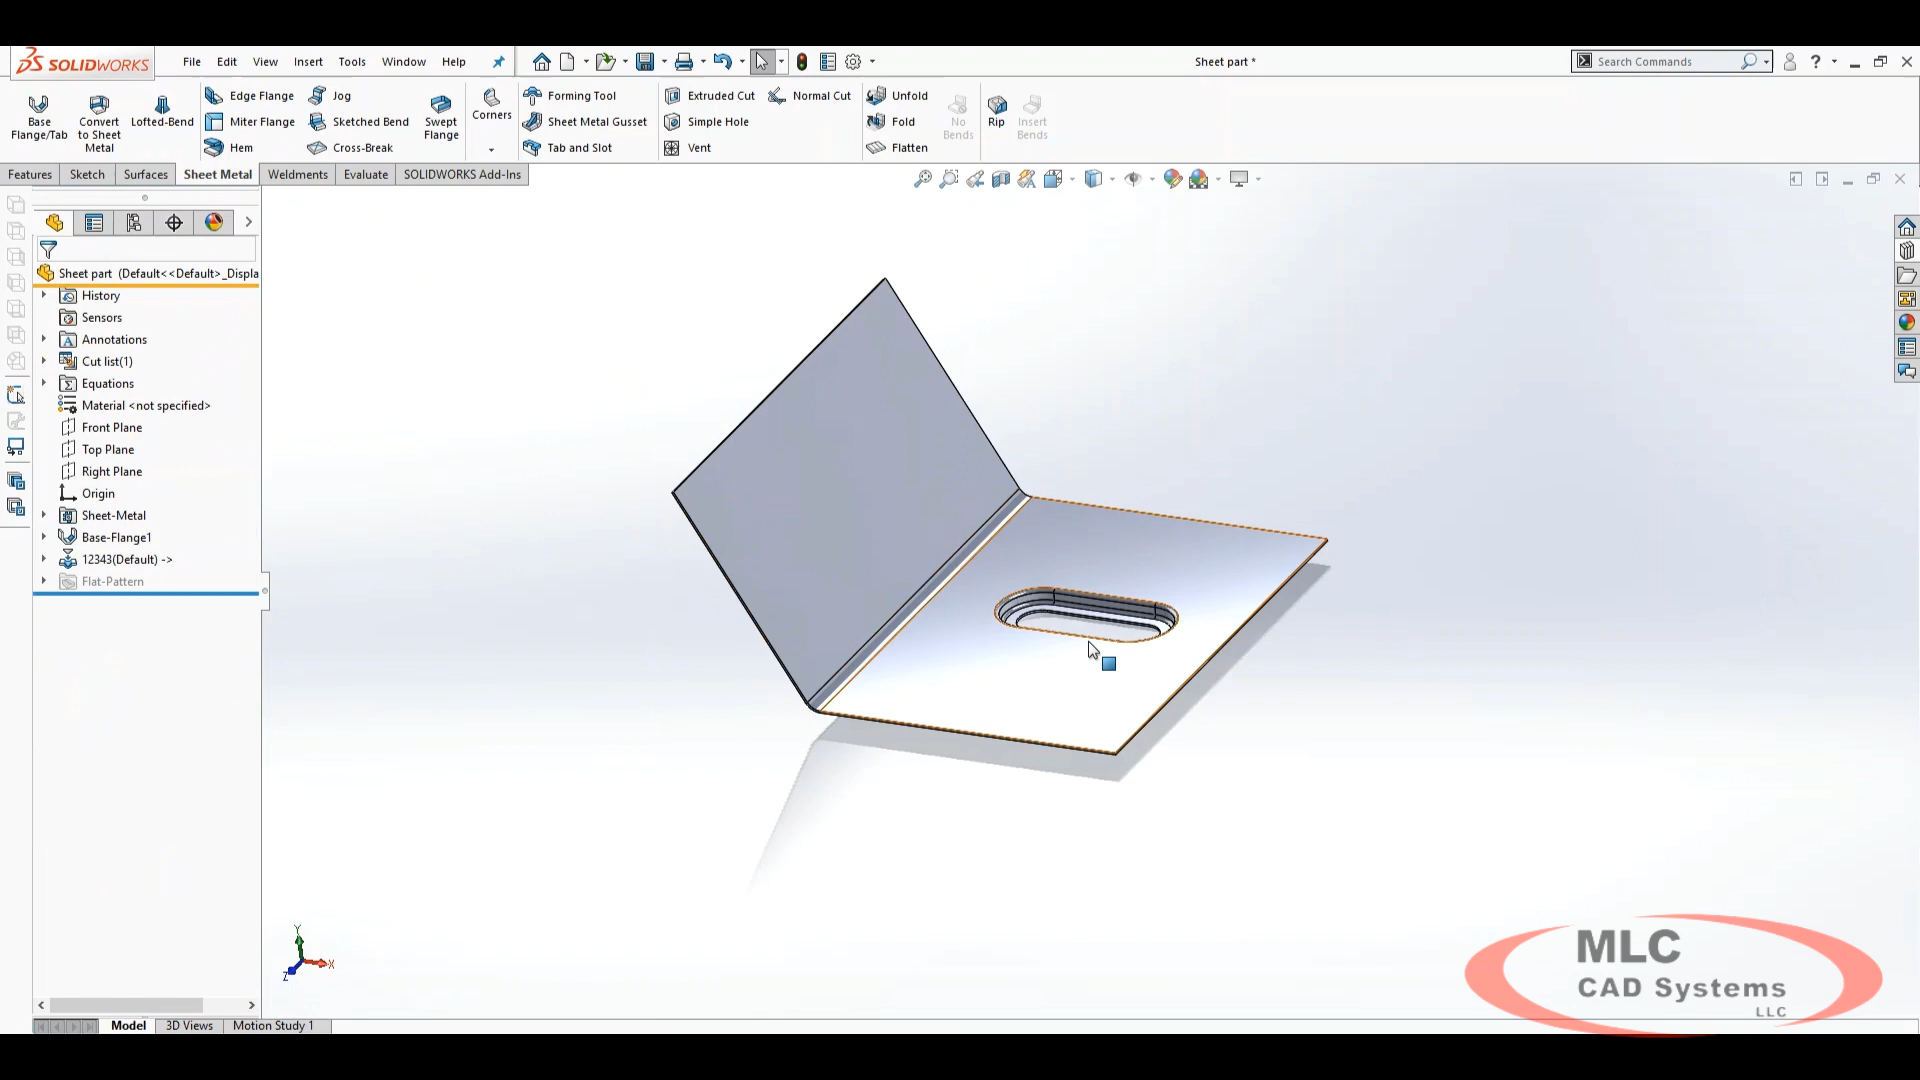 SOLIDWORKS File Edit View Insert Tools Window Help Sheet part * Search Commands ?
Base Flange/Tab
Convert to Sheet Metal
Lofted-Bend
Edge Flange
Miter Flange
Hem
Jog
Sketched Bend
Cross-Break
Swept Flange
Corners
Forming Tool
Sheet Metal Gusset
Tab and Slot
Extruded Cut
Simple Hole
Vent
Normal Cut
Unfold
Fold
Flatten
No Bends
Rip
Insert Bends
Features Sketch Surfaces Sheet Metal Weldments Evaluate SOLIDWORKS Add-Ins
Sheet part (Default<<Default>_Displa
History
Sensors
Annotations
Cut list(1)
Equations
Material <not specified>
Front Plane
Top Plane
Right Plane
Origin
Sheet-Metal
Base-Flange1
12343(Default) ->
Flat-Pattern
Y
X
Z
MLC
CAD Systems
LLC
Model 3D Views Motion Study 1